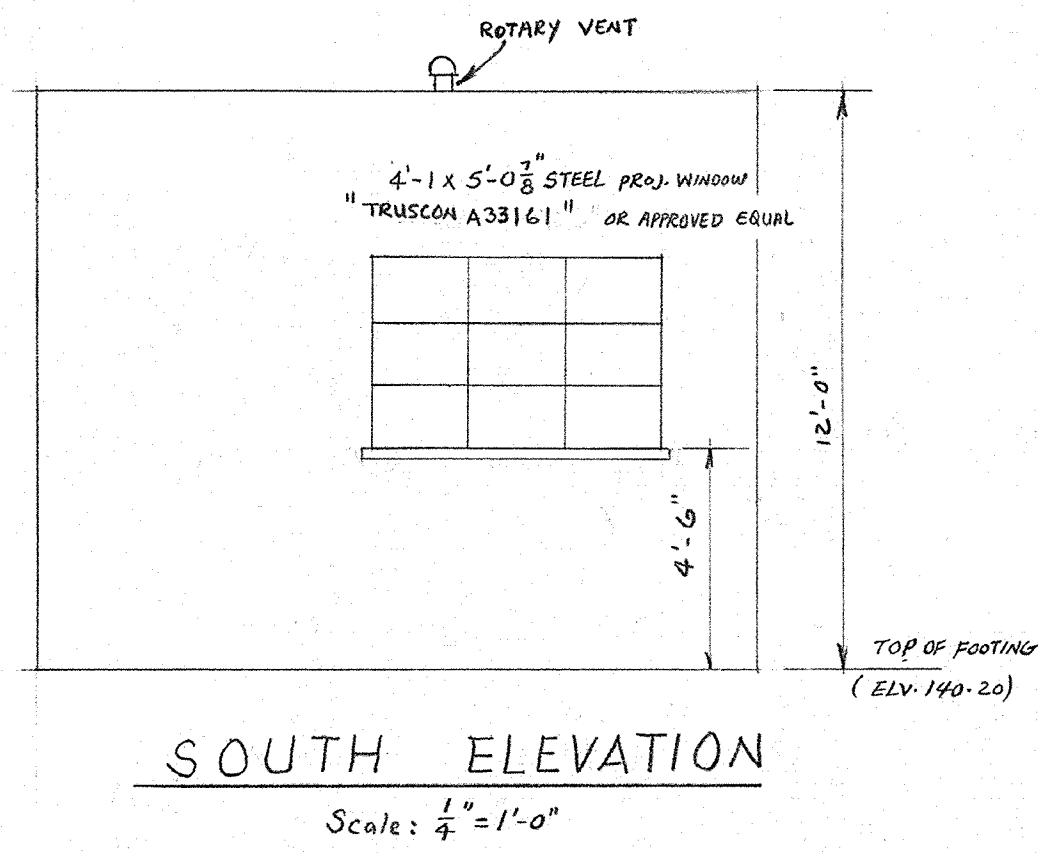 ROTARY VENT
4'-1 X 5'-0 7/8" STEEL PROJ. WINDOW
"TRUSCON A33161" OR APPROVED EQUAL
12'-0"
4'-6"
TOP OF FOOTING
(ELV. 140.20)
SOUTH ELEVATION
Scale: 1/4" = 1'-0"